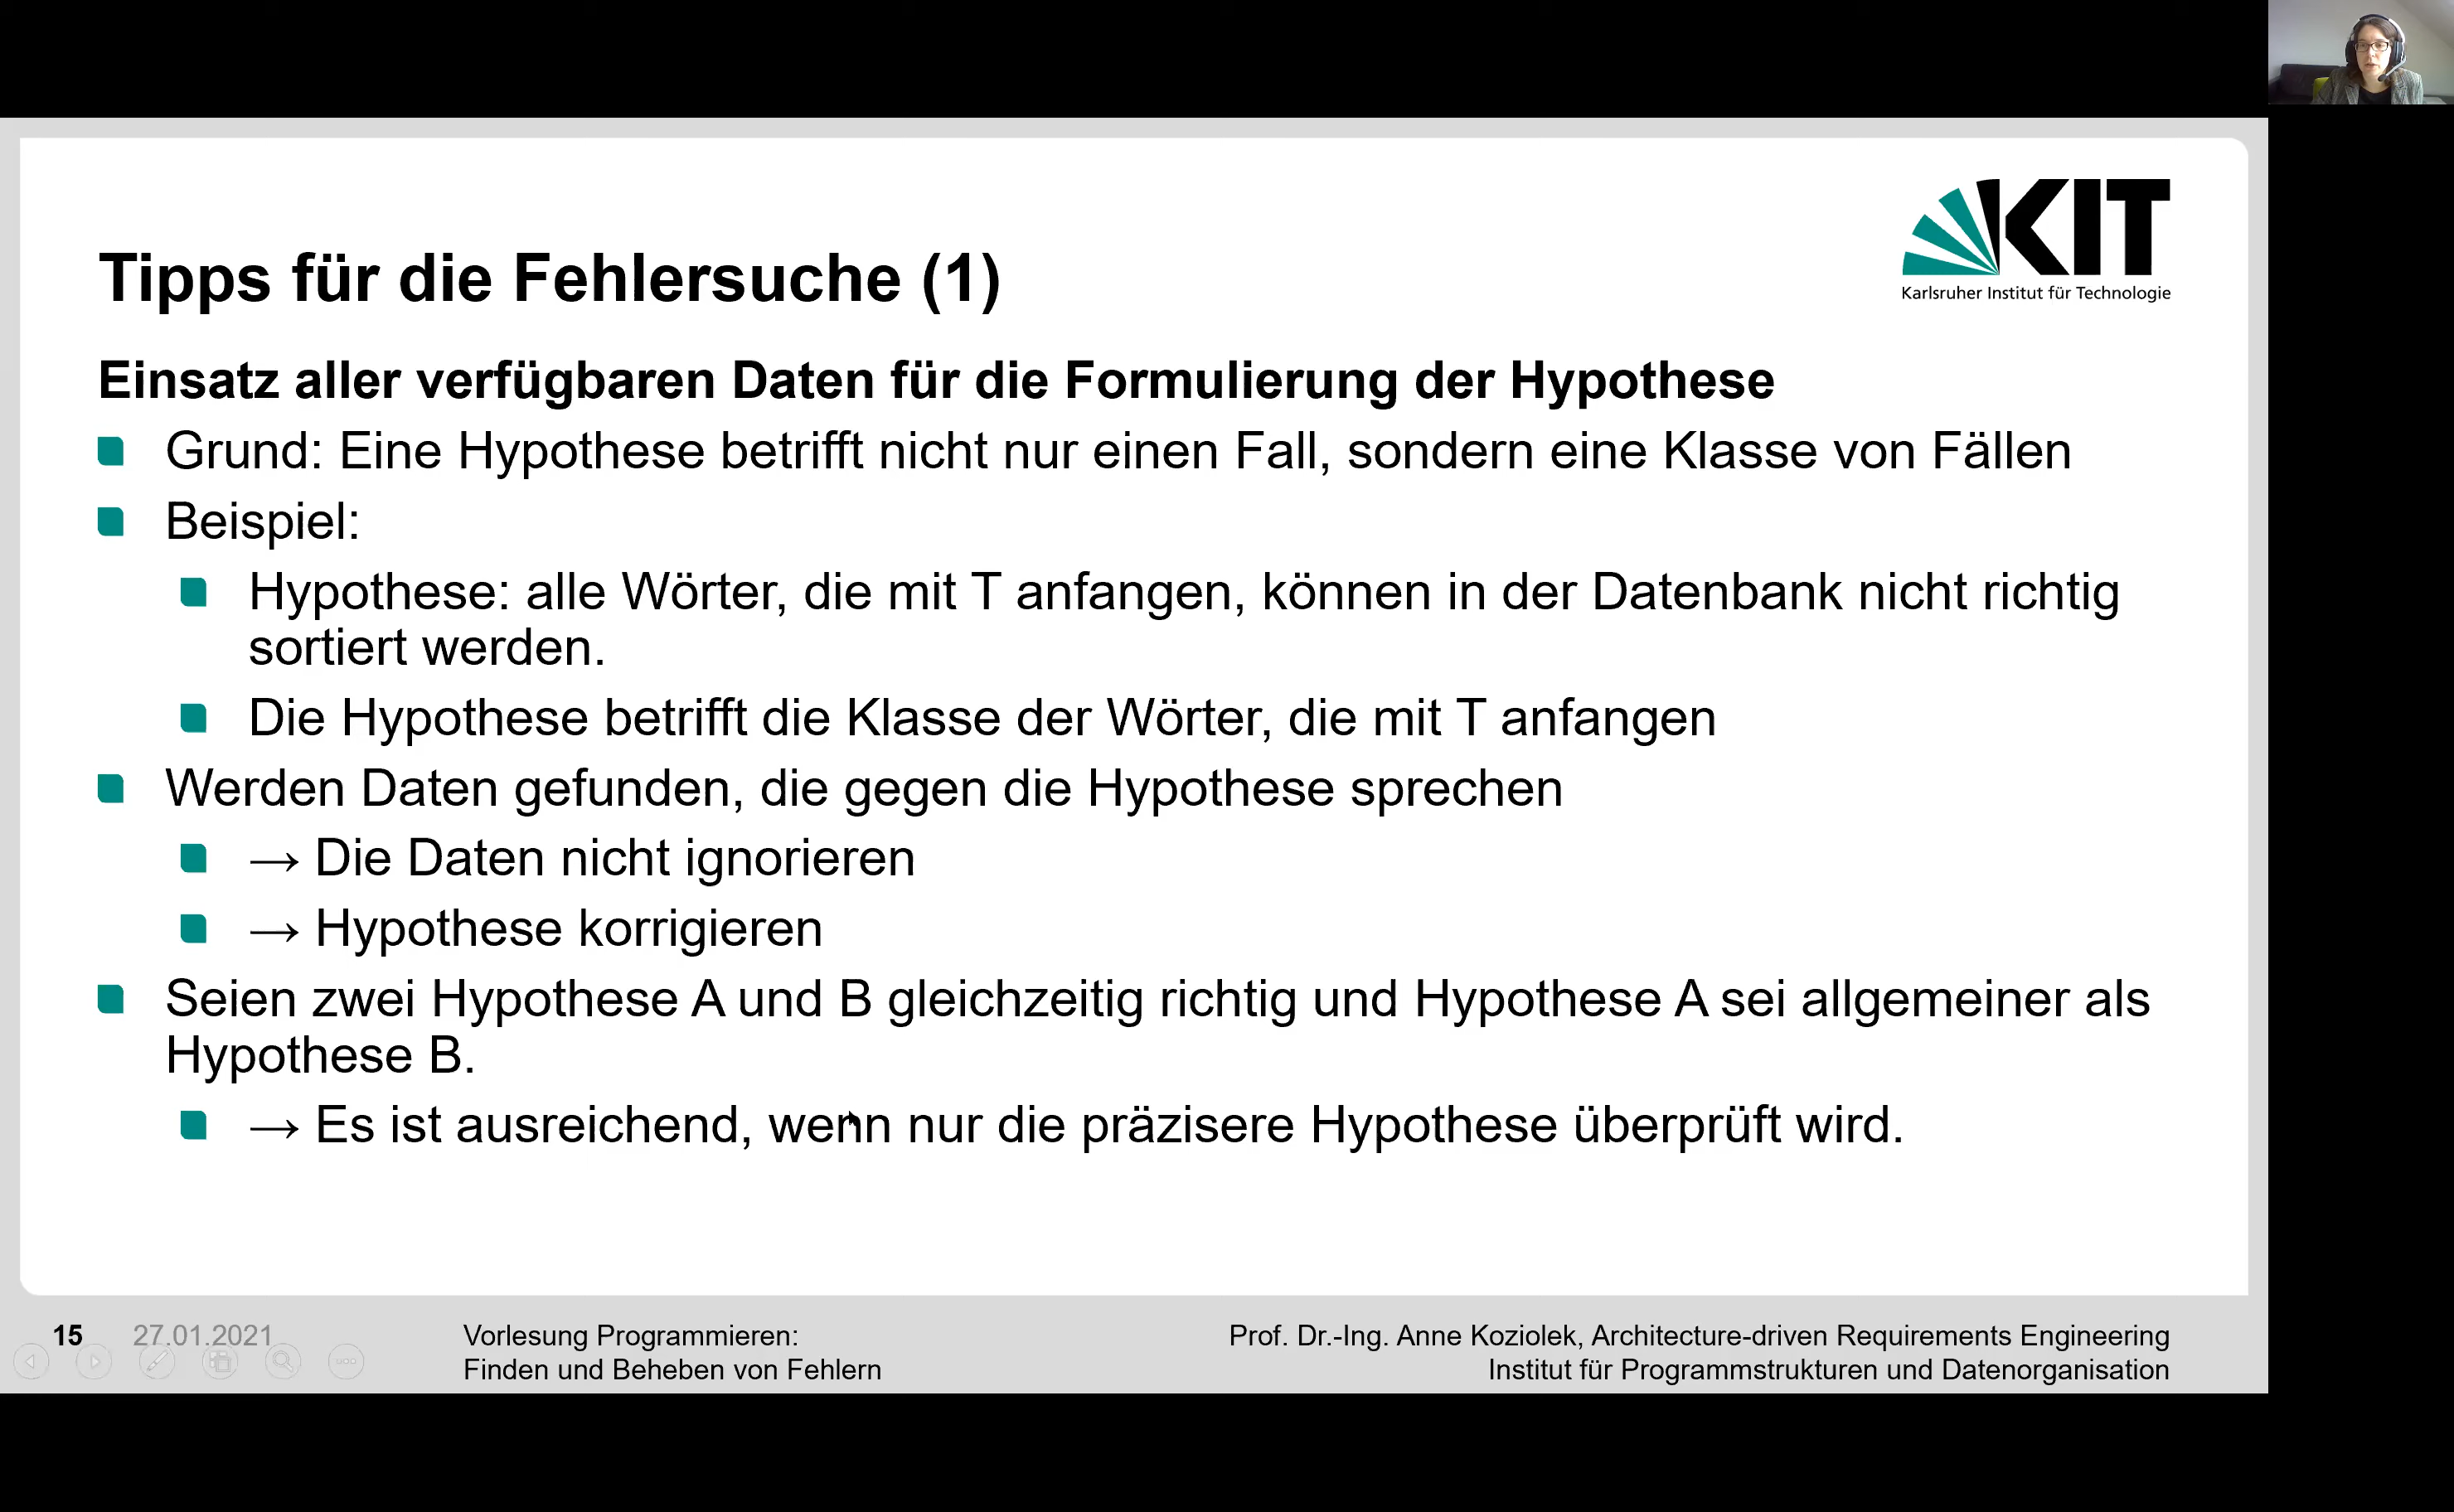 KIT
Karlsruher Institut für Technologie
Tipps für die Fehlersuche (1)
Einsatz aller verfügbaren Daten für die Formulierung der Hypothese
Grund: Eine Hypothese betrifft nicht nur einen Fall, sondern eine Klasse von Fällen
Beispiel:
Hypothese: alle Wörter, die mit T anfangen, können in der Datenbank nicht richtig
sortiert werden.
Die Hypothese betrifft die Klasse der Wörter, die mit T anfangen
Werden Daten gefunden, die gegen die Hypothese sprechen
→ Die Daten nicht ignorieren
→ Hypothese korrigieren
Seien zwei Hypothese A und B gleichzeitig richtig und Hypothese A sei allgemeiner als
Hypothese B.
→ Es ist ausreichend, wenn nur die präzisere Hypothese überprüft wird.
15 27.01.2021
Vorlesung Programmieren:
Finden und Beheben von Fehlern
Prof. Dr.-Ing. Anne Koziolek, Architecture-driven Requirements Engineering
Institut für Programmstrukturen und Datenorganisation